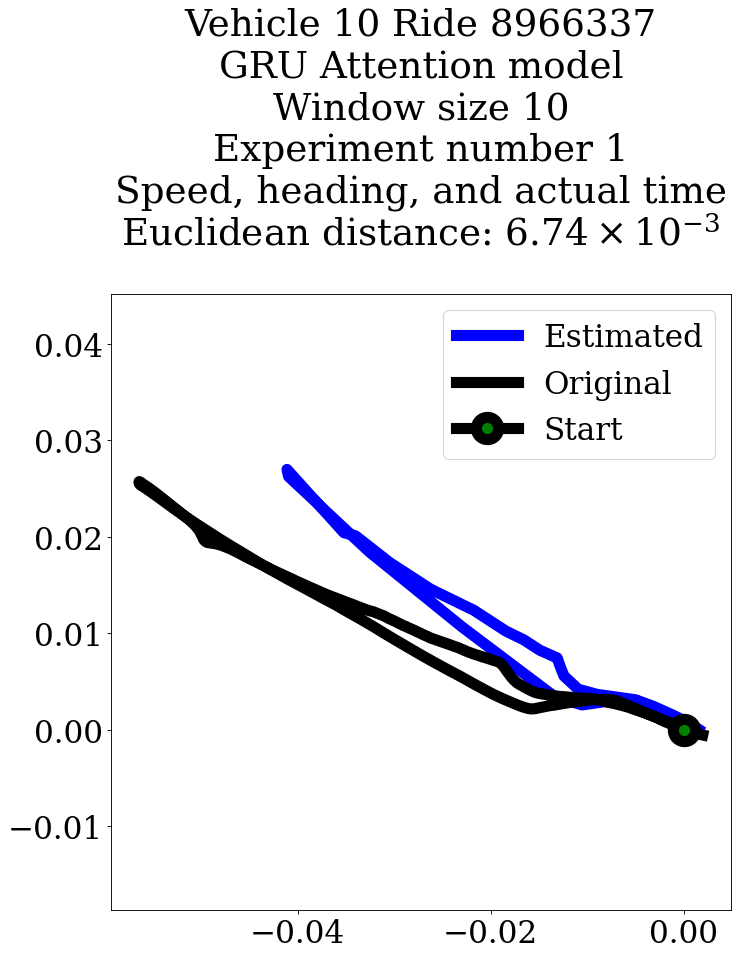 Vehicle 10 Ride 8966337
GRU Attention model
Window size 10
Experiment number 1
Speed, heading, and actual time
Euclidean distance: 6.74 × 10⁻³
Estimated
Original
Start
0.04
0.03
0.02
0.01
0.00
−0.01
−0.04
−0.02
0.00